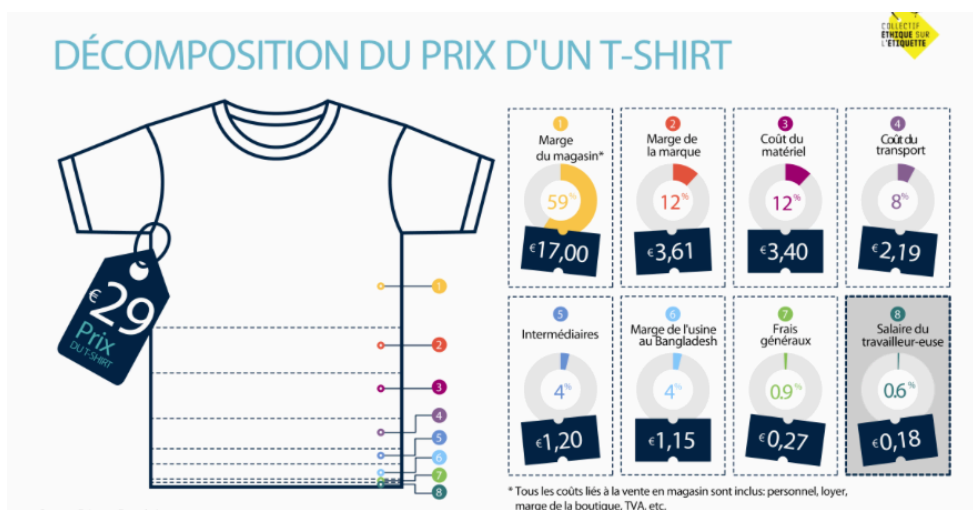 COLLECTIF
ÉTHIQUE SUR
L'ETIQUETTE
DÉCOMPOSITION DU PRIX D'UN T-SHIRT
€29
Prix
DU T-SHIRT
1
2
3
4
5
6
7
8
1
Marge
du magasin*
59%
€17,00
2
Marge de
la marque
12%
€3,61
3
Coût du
matériel
12%
€3,40
4
Coût du
transport
8%
€2,19
5
Intermédiaires
4%
€1,20
6
Marge de l'usine
au Bangladesh
4%
€1,15
7
Frais
généraux
0.9%
€0,27
8
Salaire du
travailleur-euse
0.6%
€0,18
* Tous les coûts liés à la vente en magasin sont inclus: personnel, loyer,
marge de la boutique, TVA, etc.